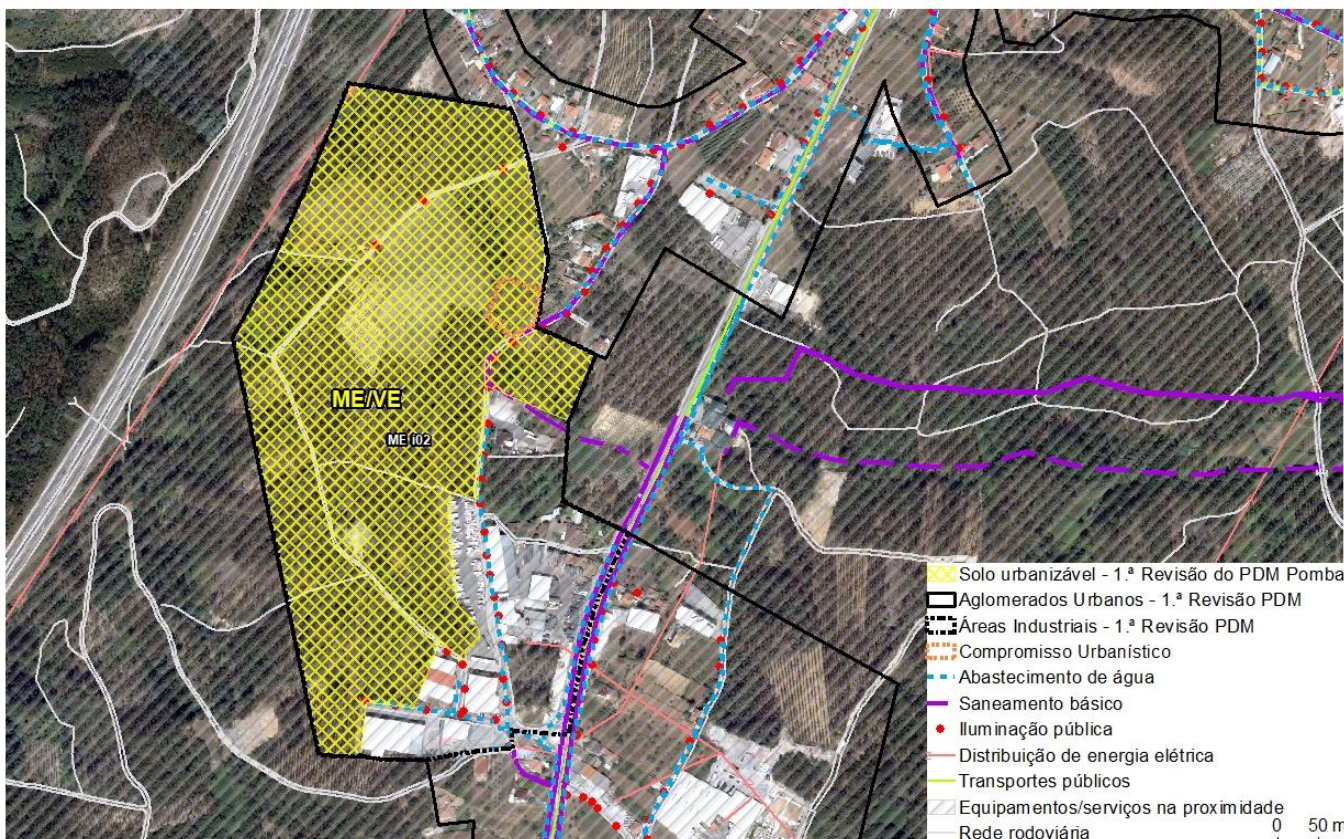 ME/VE
ME i02
Solo urbanizável - 1.ª Revisão do PDM Pomba
Aglomerados Urbanos - 1.ª Revisão PDM
Áreas Industriais - 1.ª Revisão PDM
Compromisso Urbanístico
Abastecimento de água
Saneamento básico
Iluminação pública
Distribuição de energia elétrica
Transportes públicos
Equipamentos/serviços na proximidade
Rede rodoviária
0 50 m